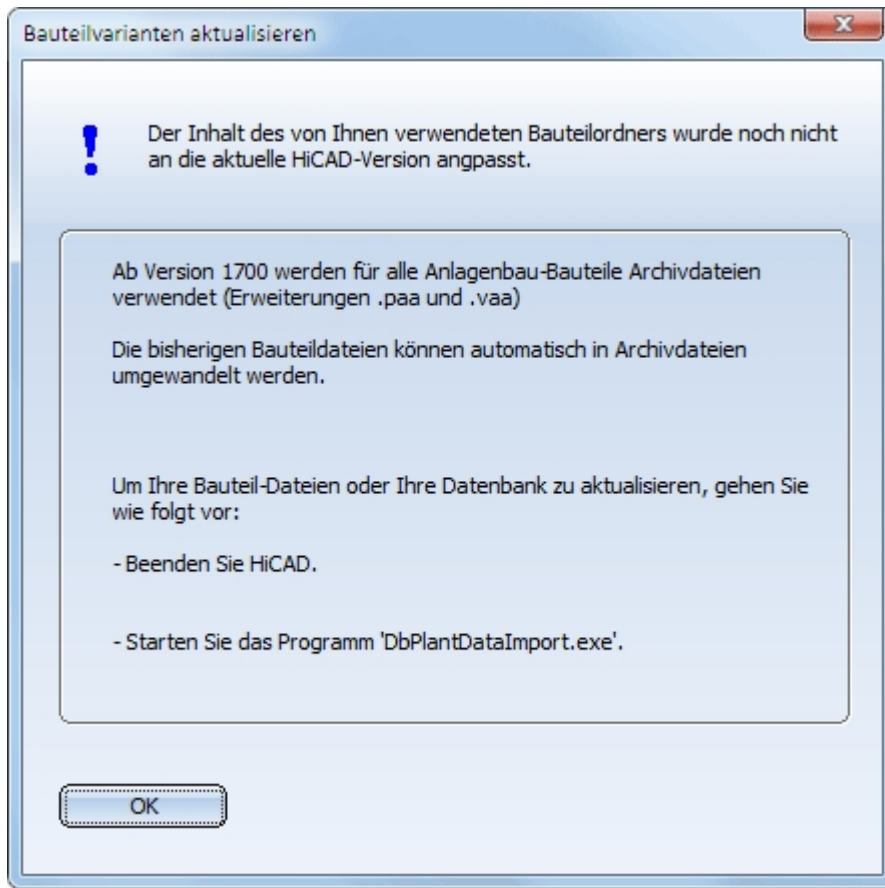 Bauteilvarianten aktualisieren
Der Inhalt des von Ihnen verwendeten Bauteilordners wurde noch nicht
an die aktuelle HiCAD-Version angpasst.
Ab Version 1700 werden für alle Anlagenbau-Bauteile Archivdateien
verwendet (Erweiterungen .paa und .vaa)
Die bisherigen Bauteildateien können automatisch in Archivdateien
umgewandelt werden.
Um Ihre Bauteil-Dateien oder Ihre Datenbank zu aktualisieren, gehen Sie
wie folgt vor:
- Beenden Sie HiCAD.
- Starten Sie das Programm 'DbPlantDataImport.exe'.
OK